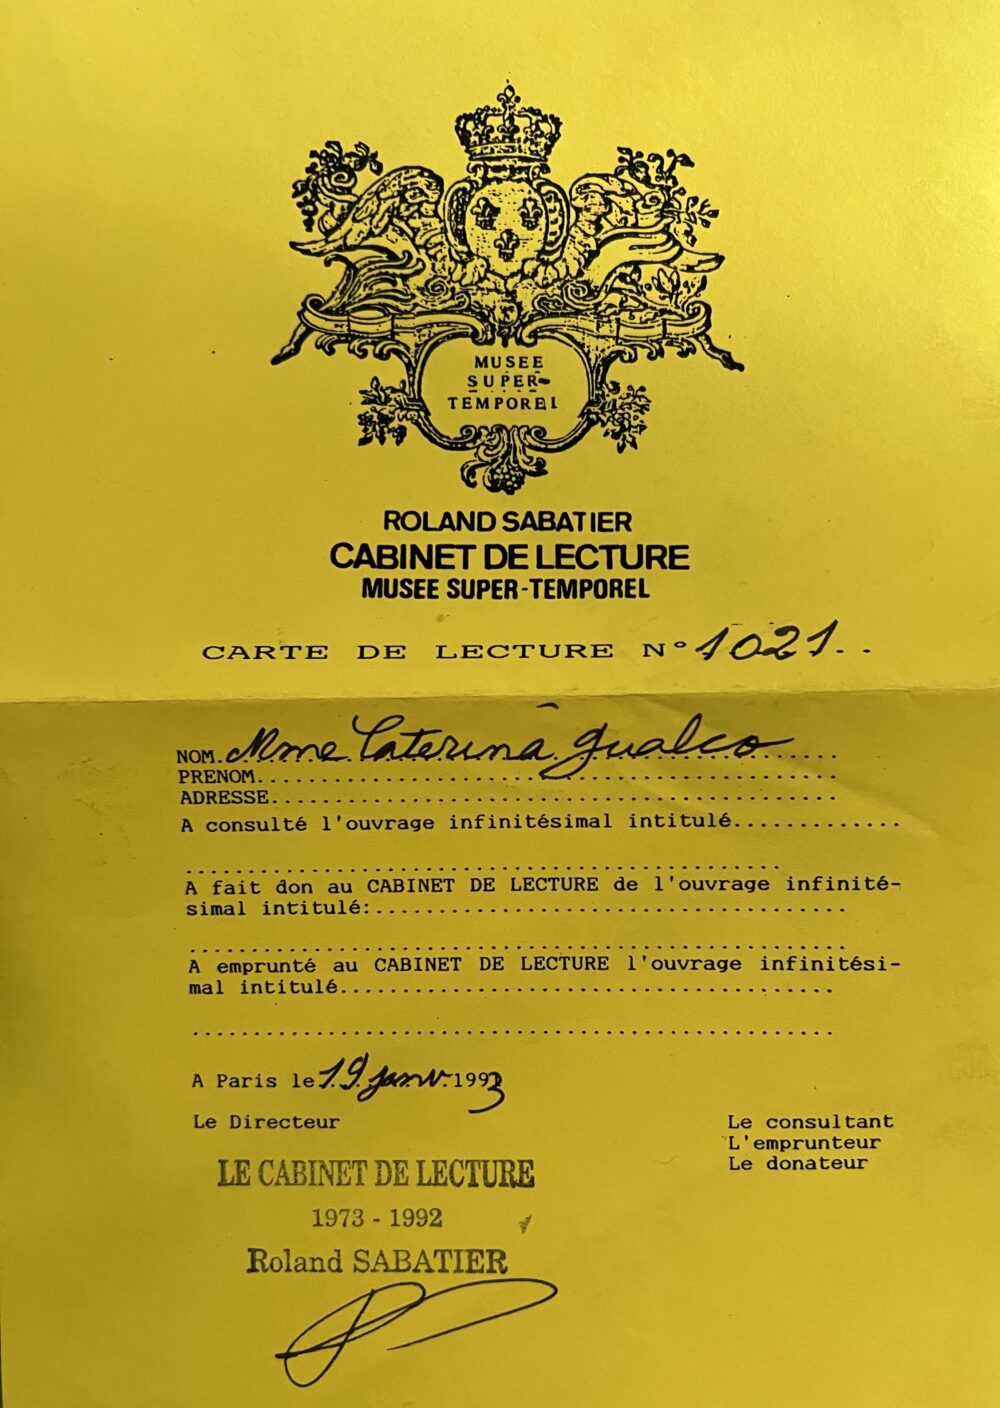 MUSEE
SUPER-
TEMPOREL
ROLAND SABATIER
CABINET DE LECTURE
MUSEE SUPER-TEMPOREL
CARTE DE LECTURE N° 1021..
NOM. Mme Caterina Gualco
PRENOM................................................
ADRESSE...............................................
A consulté l'ouvrage infinitésimal intitulé.............
..................................................
A fait don au CABINET DE LECTURE de l'ouvrage infinité-
simal intitulé:.......................................
......................................................
A emprunté au CABINET DE LECTURE l'ouvrage infinitési-
mal intitulé........................................
.....................................................
A Paris le 19 janv. 1993
Le Directeur
Le consultant
L'emprunteur
Le donateur
LE CABINET DE LECTURE
1973 - 1992
Roland SABATIER